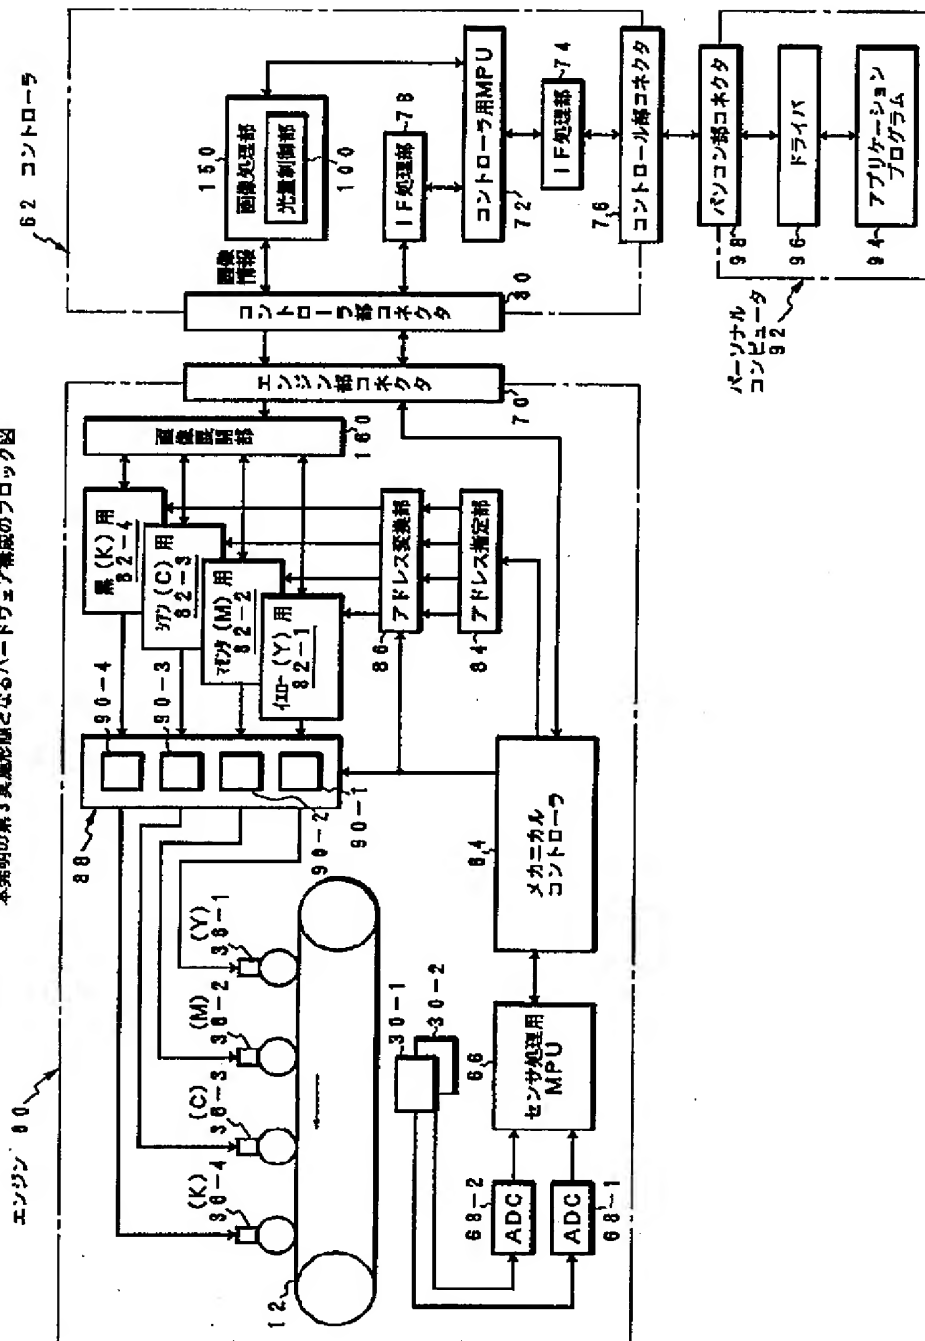 本発明の第3実施形態となるハードウェア構成のブロック図
エンジン 60
62 コントローラ
88
90-4
90-3
90-2
90-1
黒(K)用
82-4
シアン(C)用
82-3
マゼンタ(M)用
82-2
イエロー(Y)用
82-1
画像展開部
160
エンジン部コネクタ
70
コントローラ部コネクタ
80
画像
情報
150
画像処理部
光量制御部
100
IF処理部
78
コントローラ用MPU
72
IF処理部
74
コントロール部コネクタ
76
パソコン部コネクタ
98
ドライバ
96
アプリケーション
プログラム
94
パーソナル
コンピュータ
92
アドレス変換部
86
アドレス指定部
84
(K)
36-4
(C)
36-3
(M)
36-2
(Y)
36-1
12
30-1
30-2
メカニカル
コントローラ
64
センサ処理用
MPU
66
68-2
ADC
ADC
68-1